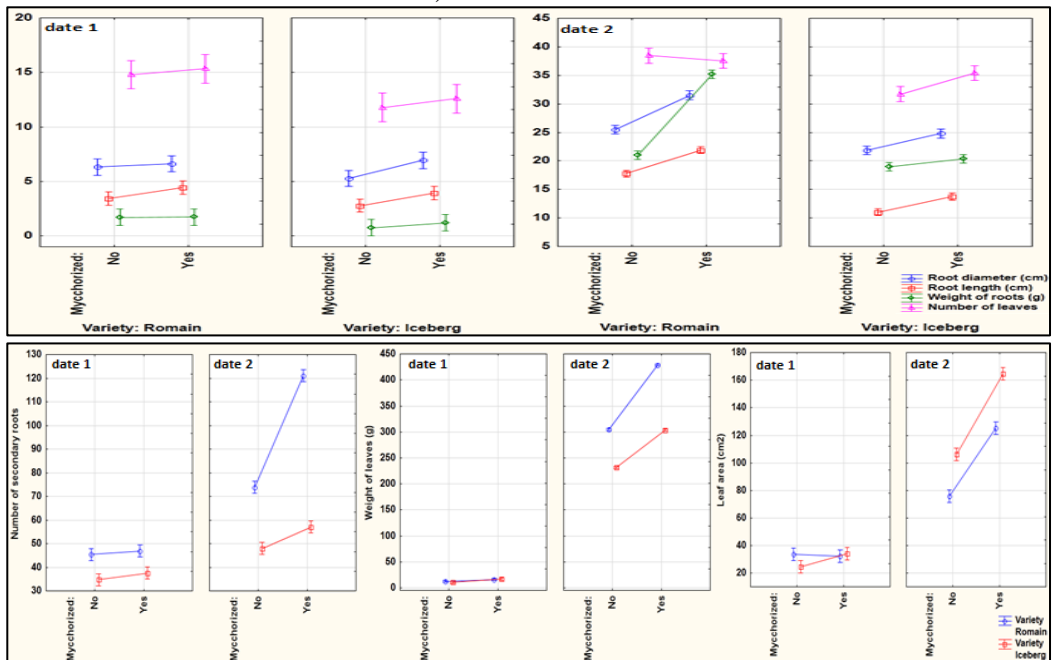 date 1
20
15
10
5
0
Mycchorized:
No
Yes
No
Yes
Variety: Romain
Variety: Iceberg
date 2
45
40
35
30
25
20
15
10
5
Mycchorized:
No
Yes
No
Yes
Root diameter (cm)
Root length (cm)
Weight of roots (g)
Number of leaves
Variety: Romain
Variety: Iceberg
Number of secondary roots
130
120
110
100
90
80
70
60
50
40
30
date 1
date 2
Mycchorized:
No
Yes
No
Yes
Weight of leaves (g)
450
400
350
300
250
200
150
100
50
0
date 1
date 2
Mycchorized:
No
Yes
No
Yes
Leaf area (cm2)
180
160
140
120
100
80
60
40
20
date 1
date 2
Mycchorized:
No
Yes
No
Yes
Variety
Romain
Variety
Iceberg